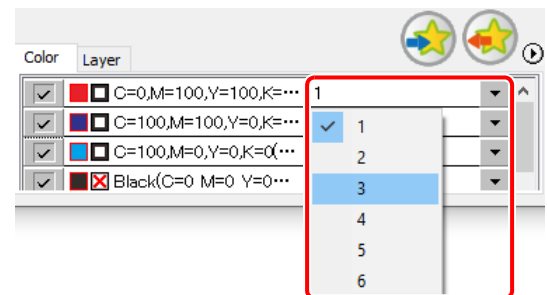 Color Layer
C=0,M=100,Y=100,K=··· 1
C=100,M=100,Y=0,K=··· 1
C=100,M=0,Y=0,K=0(··· 2
Black(C=0 M=0 Y=0··· 3
4
5
6